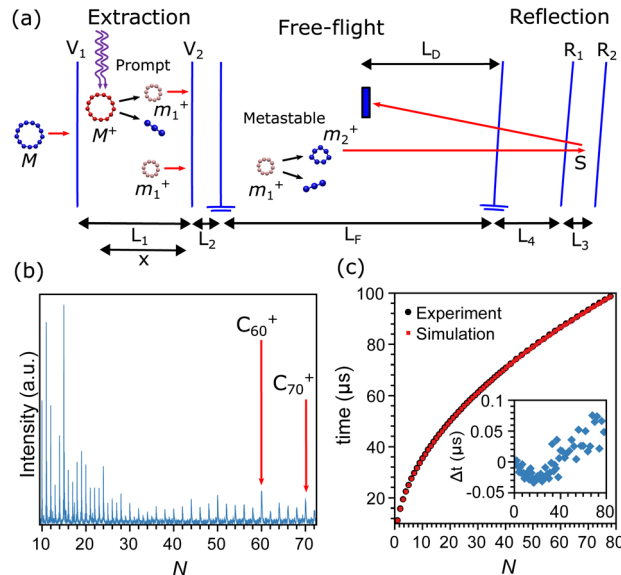 (a) Extraction Free-flight Reflection
V1 V2 R1 R2
Prompt LD
m1+
M M+ Metastable m2+
m1+ m1+ S
L1 L2 LF L4 L3
x
(b) (c)
C60+
C70+
Intensity (a.u.)
10 20 30 40 50 60 70
N
Experiment
Simulation
time (µs)
100
80
60
40
20
0 10 20 30 40 50 60 70 80
N
Δt (µs)
0.1
0.05
0
-0.05
0 20 40 60 80